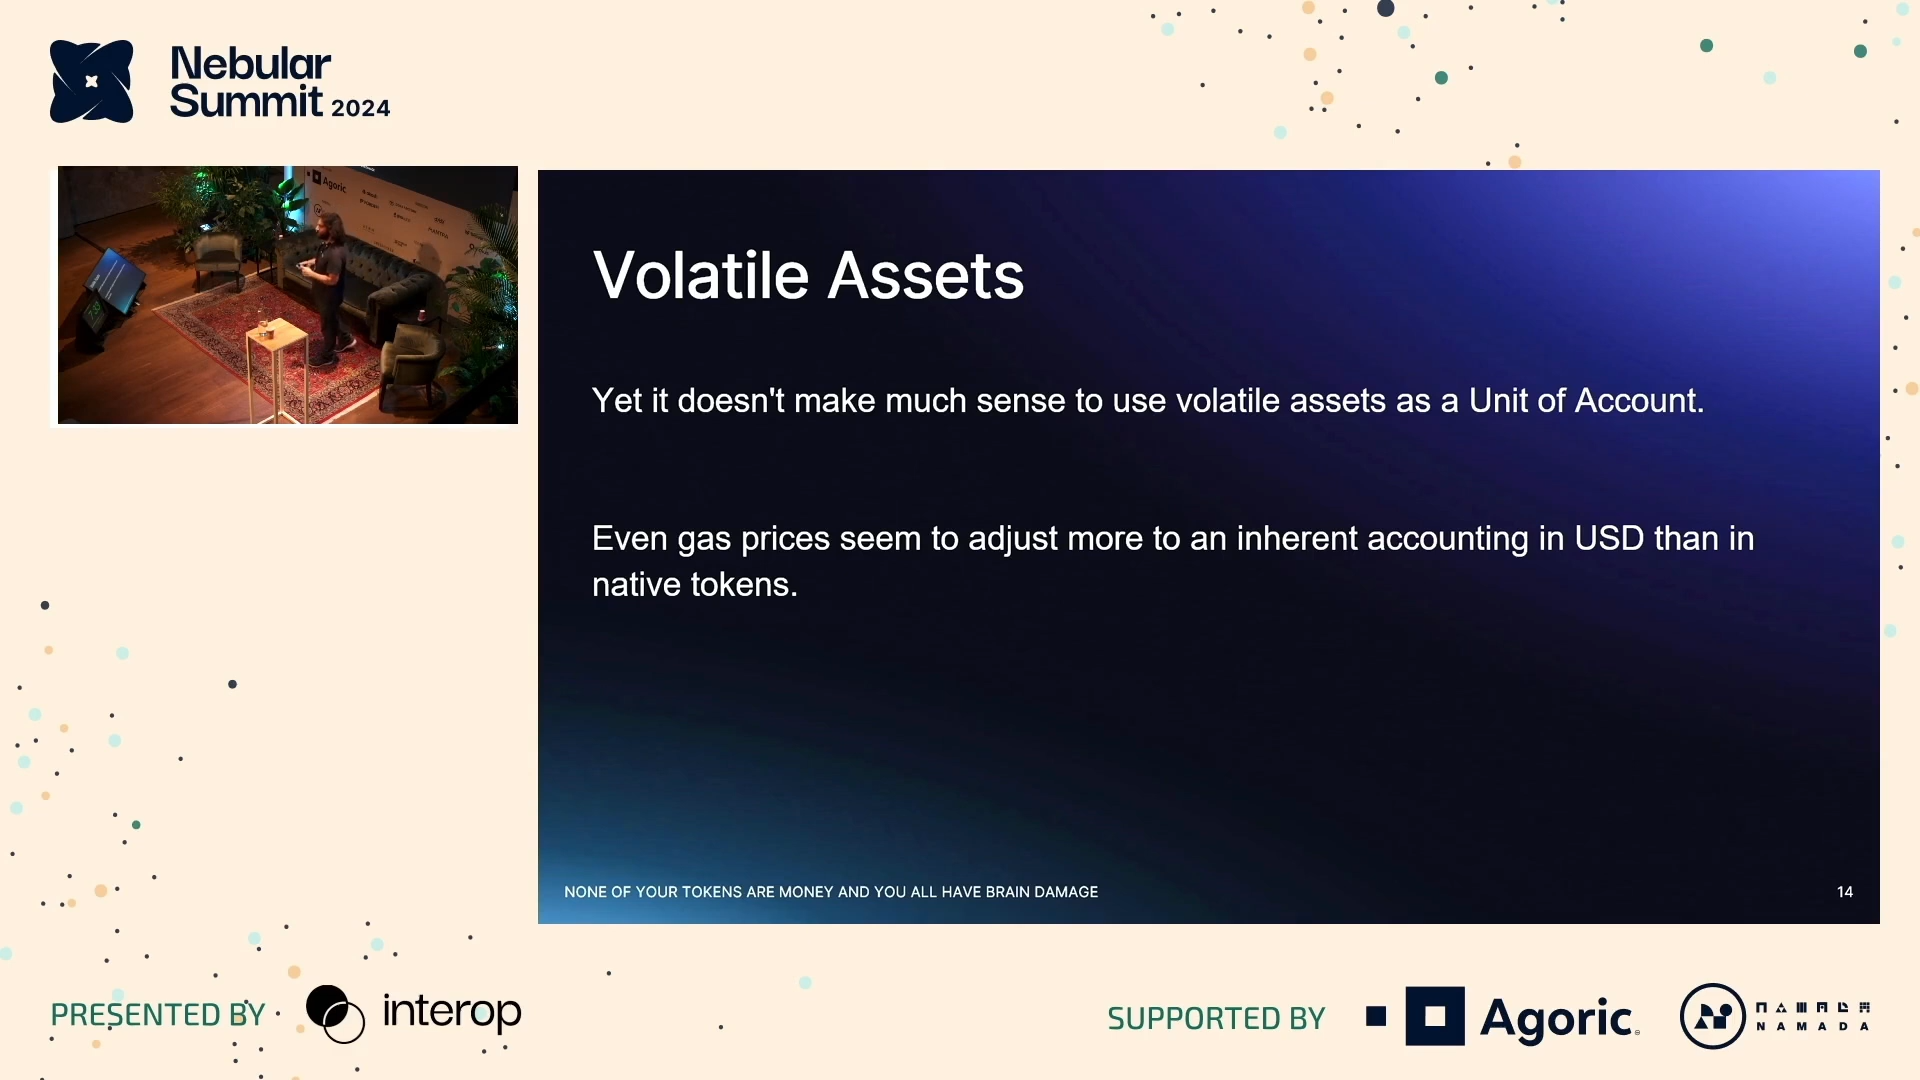 Nebular
Summit 2024
Agoric
Volatile Assets
Yet it doesn't make much sense to use volatile assets as a Unit of Account.
Even gas prices seem to adjust more to an inherent accounting in USD than in
native tokens.
NONE OF YOUR TOKENS ARE MONEY AND YOU ALL HAVE BRAIN DAMAGE
14
PRESENTED BY
interop
SUPPORTED BY
Agoric
NAMADA